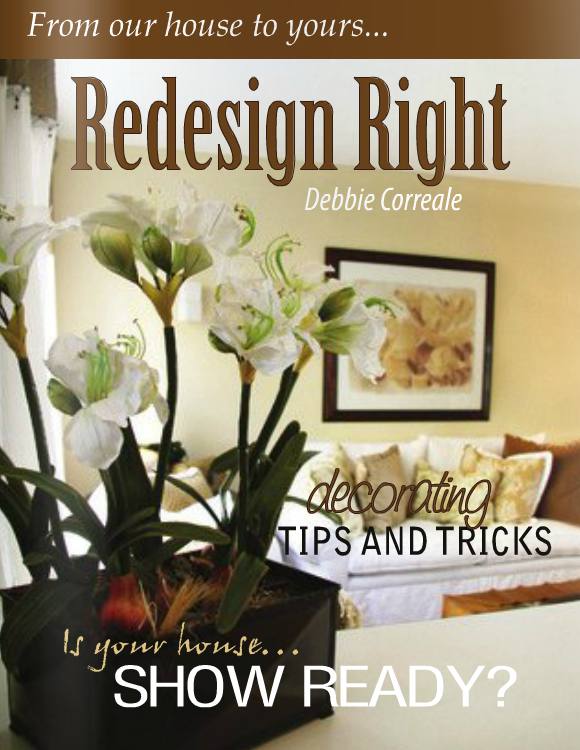 From our house to yours...
Redesign Right
Debbie Correale
decorating
TIPS AND TRICKS
Is your house...
SHOW READY?